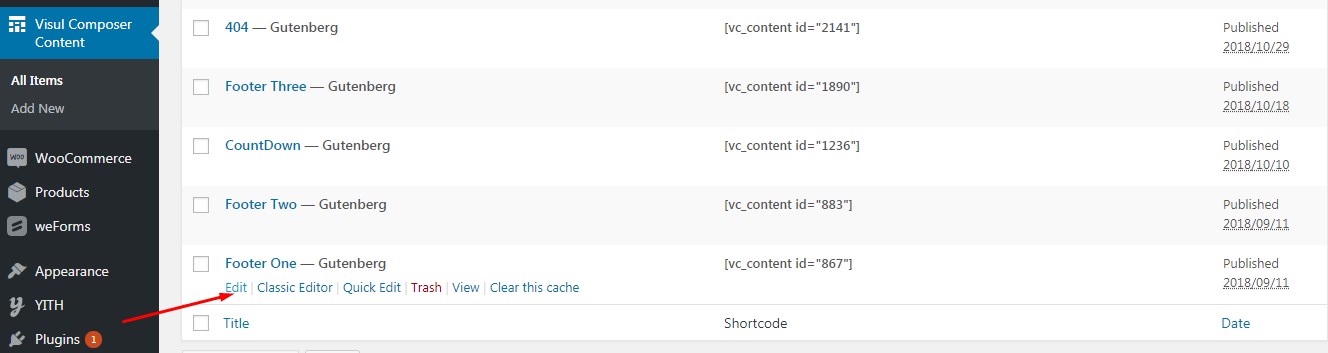 Visul Composer
Content
All Items
Add New
WooCommerce
Products
weForms
Appearance
YITH
Plugins 1
404 — Gutenberg [vc_content id="2141"] Published
2018/10/29
Footer Three — Gutenberg [vc_content id="1890"] Published
2018/10/18
CountDown — Gutenberg [vc_content id="1236"] Published
2018/10/10
Footer Two — Gutenberg [vc_content id="883"] Published
2018/09/11
Footer One — Gutenberg [vc_content id="867"] Published
Edit | Classic Editor | Quick Edit | Trash | View | Clear this cache 2018/09/11
Title Shortcode Date